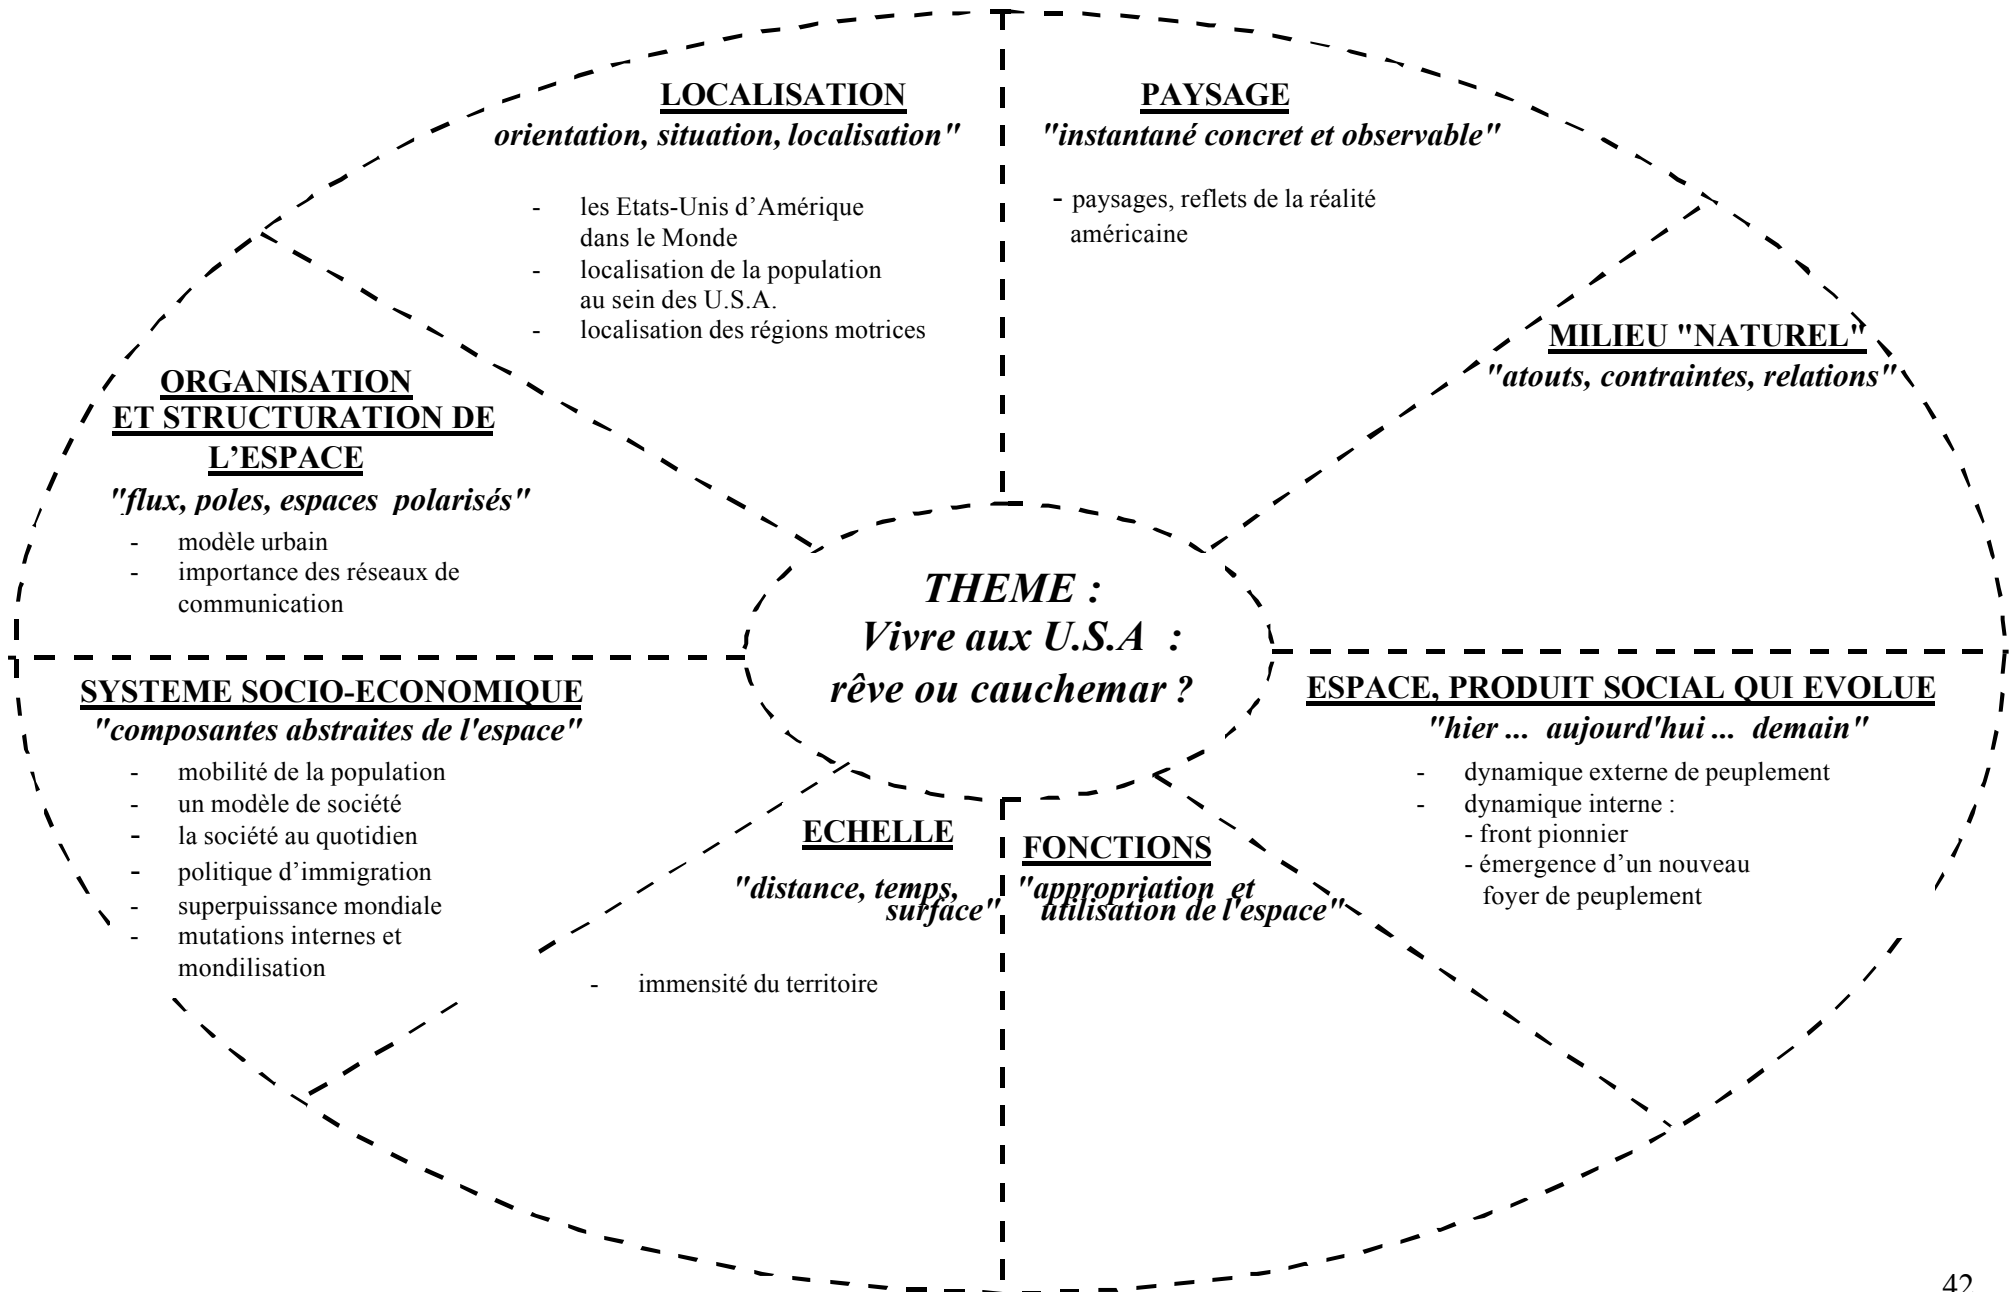 LOCALISATION
orientation, situation, localisation"
- les Etats-Unis d’Amérique
dans le Monde
- localisation de la population
au sein des U.S.A.
- localisation des régions motrices
PAYSAGE
"instantané concret et observable"
- paysages, reflets de la réalité
américaine
MILIEU "NATUREL"
"atouts, contraintes, relations"
ORGANISATION
ET STRUCTURATION DE
L’ESPACE
"flux, poles, espaces polarisés"
- modèle urbain
- importance des réseaux de
communication
THEME :
Vivre aux U.S.A :
rêve ou cauchemar ?
SYSTEME SOCIO-ECONOMIQUE
"composantes abstraites de l'espace"
- mobilité de la population
- un modèle de société
- la société au quotidien
- politique d’immigration
- superpuissance mondiale
- mutations internes et
mondilisation
ESPACE, PRODUIT SOCIAL QUI EVOLUE
"hier ... aujourd'hui ... demain"
- dynamique externe de peuplement
- dynamique interne :
- front pionnier
- émergence d’un nouveau
foyer de peuplement
ECHELLE
"distance, temps,
surface"
- immensité du territoire
FONCTIONS
"appropriation et
utilisation de l'espace"
42